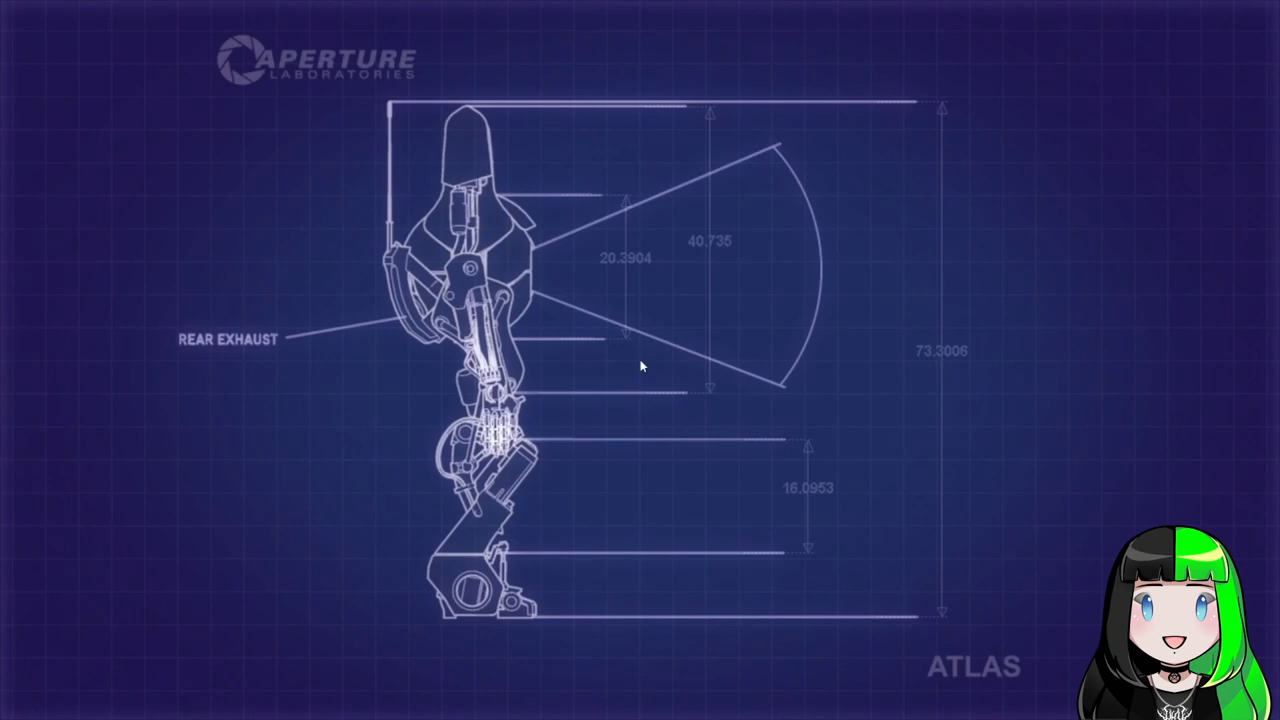 APERTURE
LABORATORIES
40.735
20.3904
REAR EXHAUST
73.3006
16.0953
ATLAS